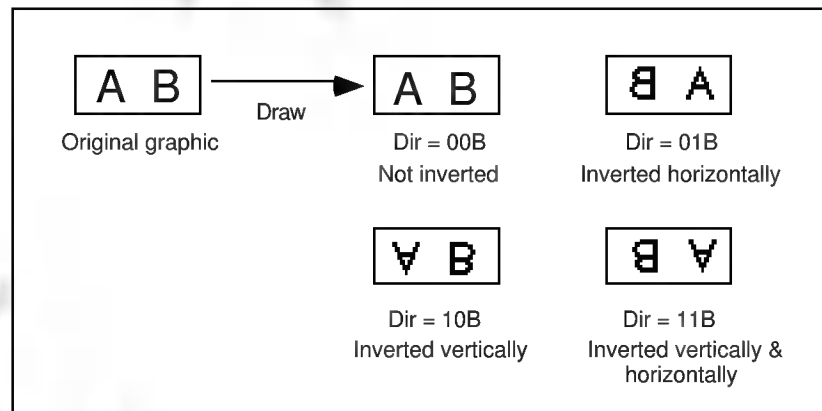 A B
Draw
A B
B A
Original graphic
Dir = 00B
Not inverted
Dir = 01B
Inverted horizontally
A B
B A
Dir = 10B
Inverted vertically
Dir = 11B
Inverted vertically &
horizontally